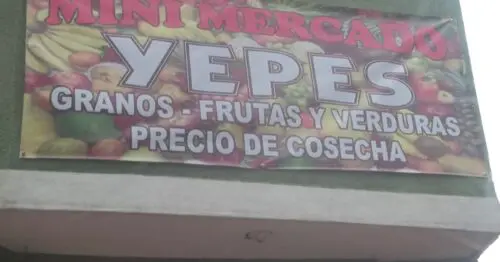 MINI MERCADO
YEPES
GRANOS - FRUTAS Y VERDURAS
PRECIO DE COSECHA